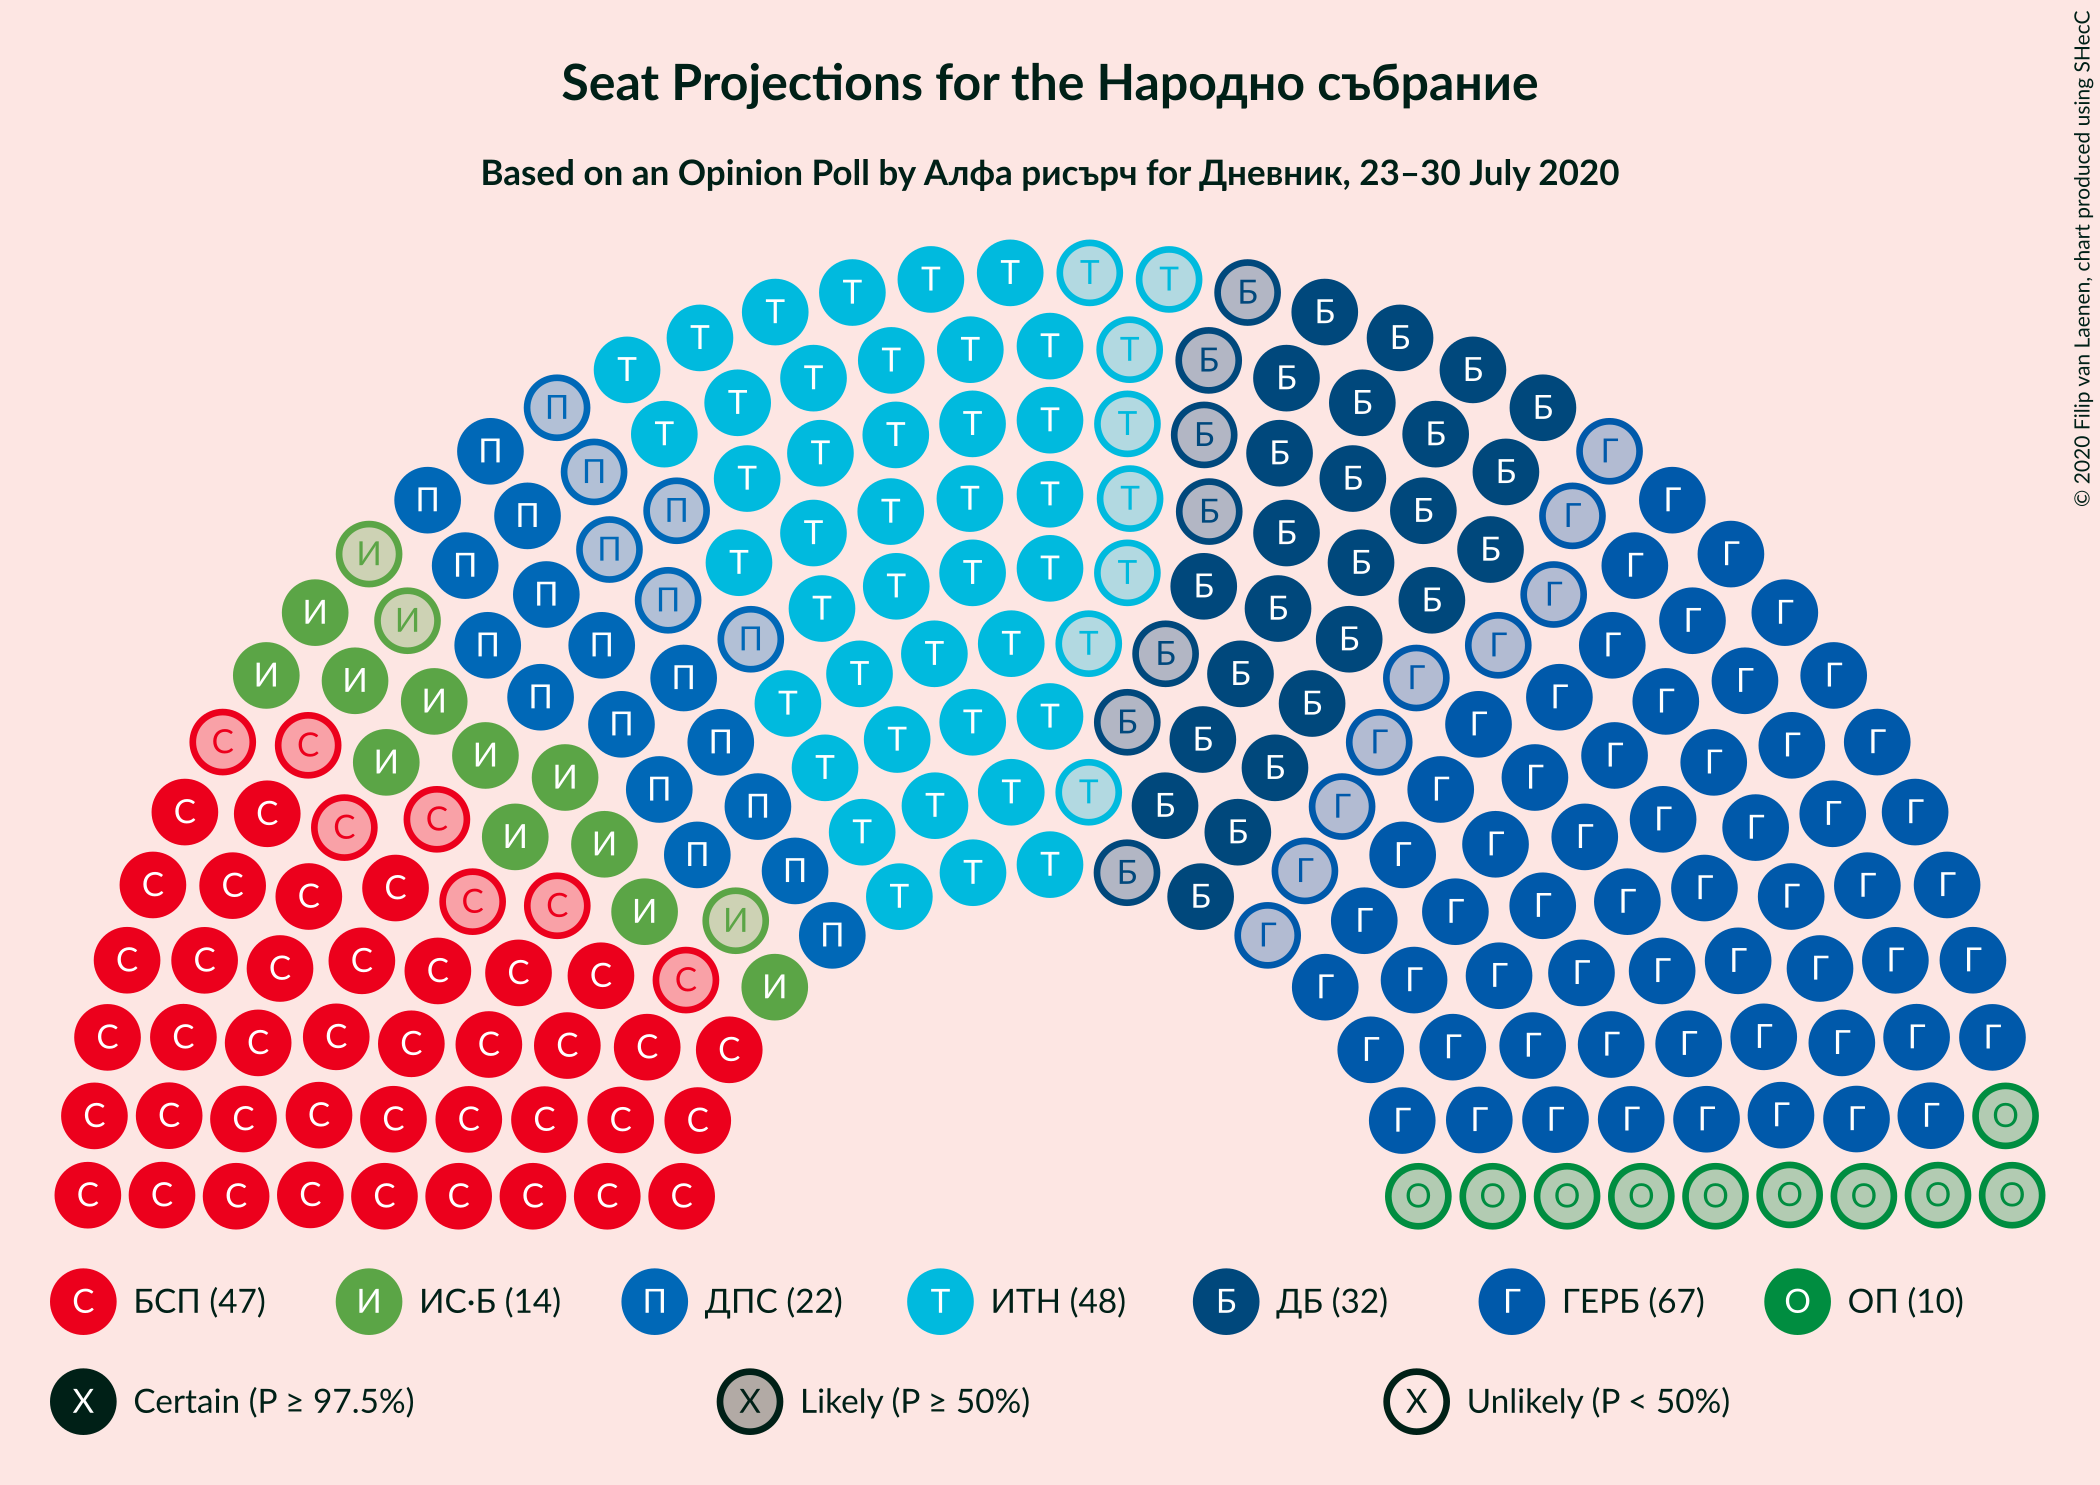 Seat Projections for the Народно събрание
Based on an Opinion Poll by Алфа рисърч for Дневник, 23–30 July 2020
© 2020 Filip van Laenen, chart produced using SHecC
С БСП (47) И ИС·Б (14) П ДПС (22) Т ИТН (48) Б ДБ (32) Г ГЕРБ (67) О ОП (10)
X Certain (P ≥ 97.5%) X Likely (P ≥ 50%) X Unlikely (P < 50%)